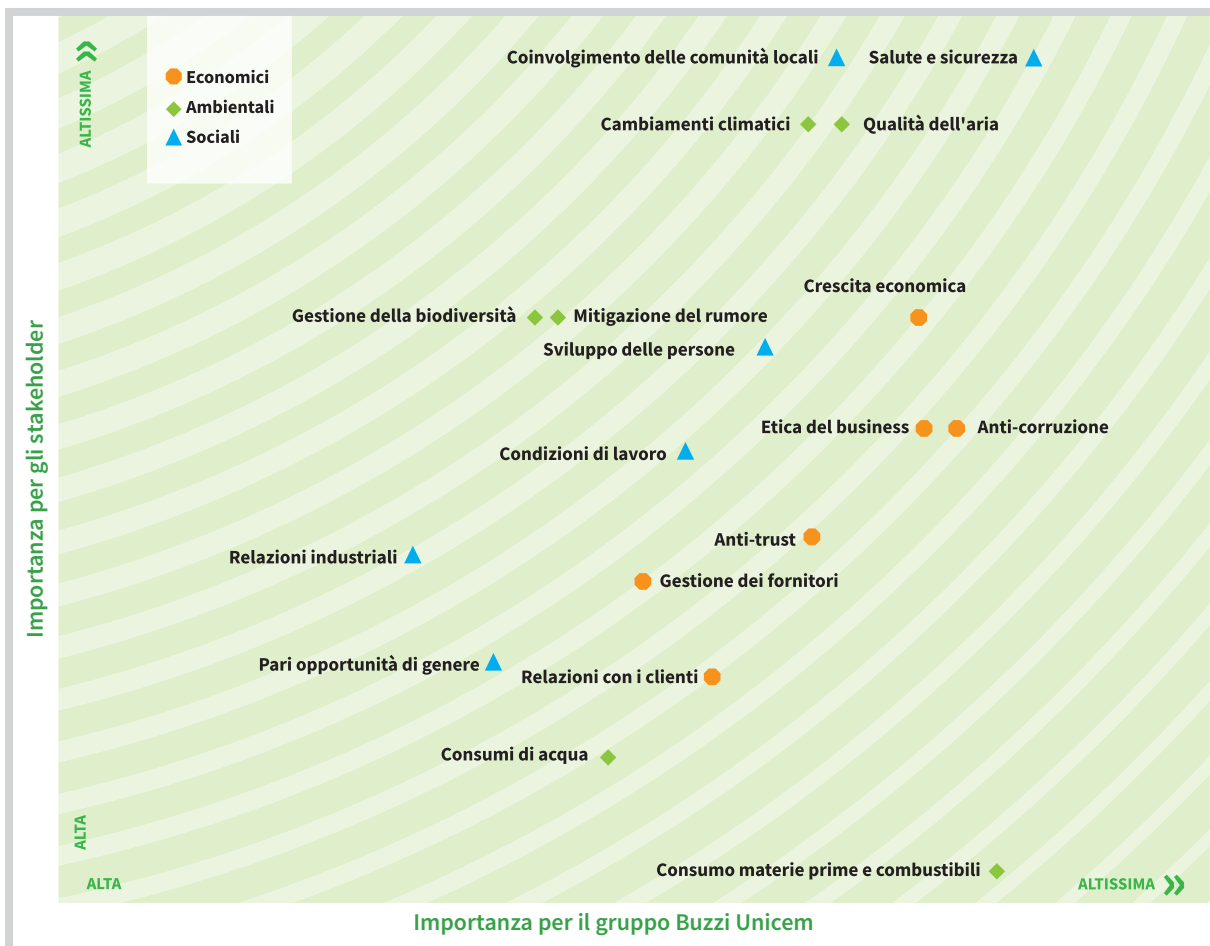 ALTISSIMA
Economici
Ambientali
Sociali
Coinvolgimento delle comunità locali
Salute e sicurezza
Cambiamenti climatici
Qualità dell'aria
Crescita economica
Gestione della biodiversità
Mitigazione del rumore
Sviluppo delle persone
Etica del business
Anti-corruzione
Condizioni di lavoro
Anti-trust
Relazioni industriali
Gestione dei fornitori
Pari opportunità di genere
Relazioni con i clienti
Consumi di acqua
Consumo materie prime e combustibili
Importanza per gli stakeholder
ALTA
ALTA
ALTISSIMA
Importanza per il gruppo Buzzi Unicem